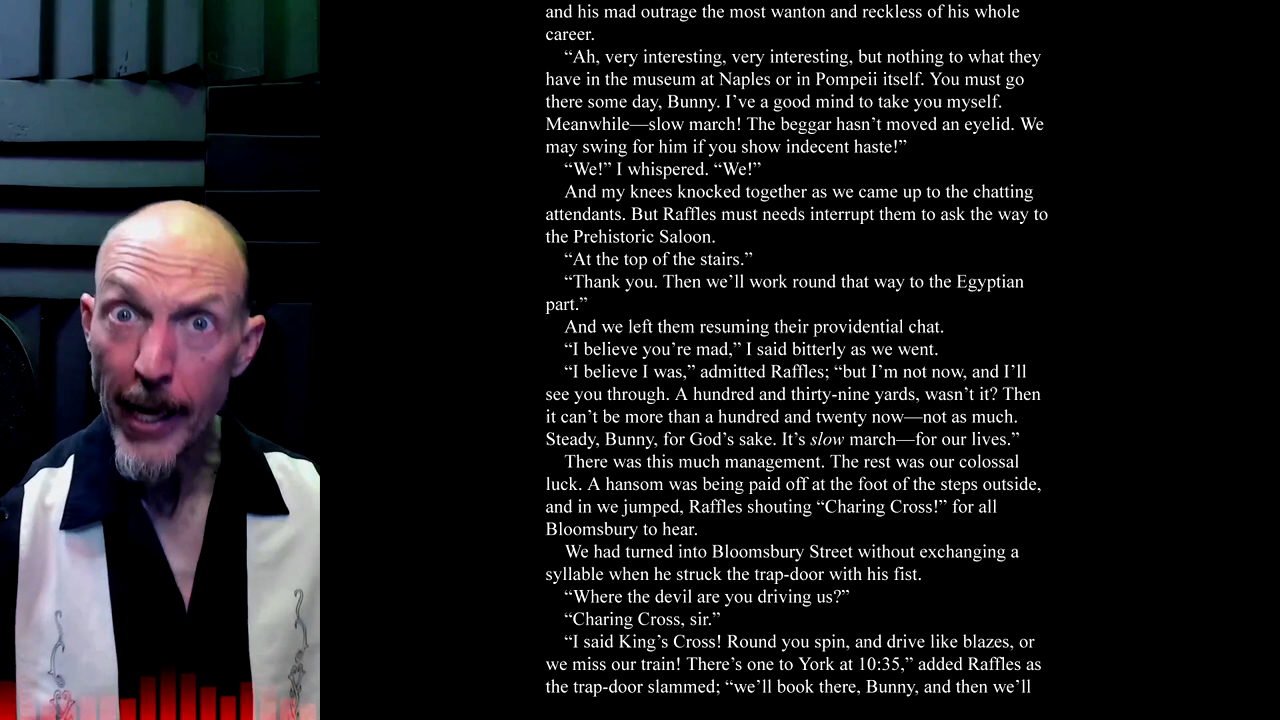 and his mad outrage the most wanton and reckless of his whole
career.
“Ah, very interesting, very interesting, but nothing to what they
have in the museum at Naples or in Pompeii itself. You must go
there some day, Bunny. I’ve a good mind to take you myself.
Meanwhile—slow march! The beggar hasn’t moved an eyelid. We
may swing for him if you show indecent haste!”
“We!” I whispered. “We!”
And my knees knocked together as we came up to the chatting
attendants. But Raffles must needs interrupt them to ask the way to
the Prehistoric Saloon.
“At the top of the stairs.”
“Thank you. Then we’ll work round that way to the Egyptian
part.”
And we left them resuming their providential chat.
“I believe you’re mad,” I said bitterly as we went.
“I believe I was,” admitted Raffles; “but I’m not now, and I’ll
see you through. A hundred and thirty-nine yards, wasn’t it? Then
it can’t be more than a hundred and twenty now—not as much.
Steady, Bunny, for God’s sake. It’s slow march—for our lives.”
There was this much management. The rest was our colossal
luck. A hansom was being paid off at the foot of the steps outside,
and in we jumped, Raffles shouting “Charing Cross!” for all
Bloomsbury to hear.
We had turned into Bloomsbury Street without exchanging a
syllable when he struck the trap-door with his fist.
“Where the devil are you driving us?”
“Charing Cross, sir.”
“I said King’s Cross! Round you spin, and drive like blazes, or
we miss our train! There’s one to York at 10:35,” added Raffles as
the trap-door slammed; “we’ll book there, Bunny, and then we’ll